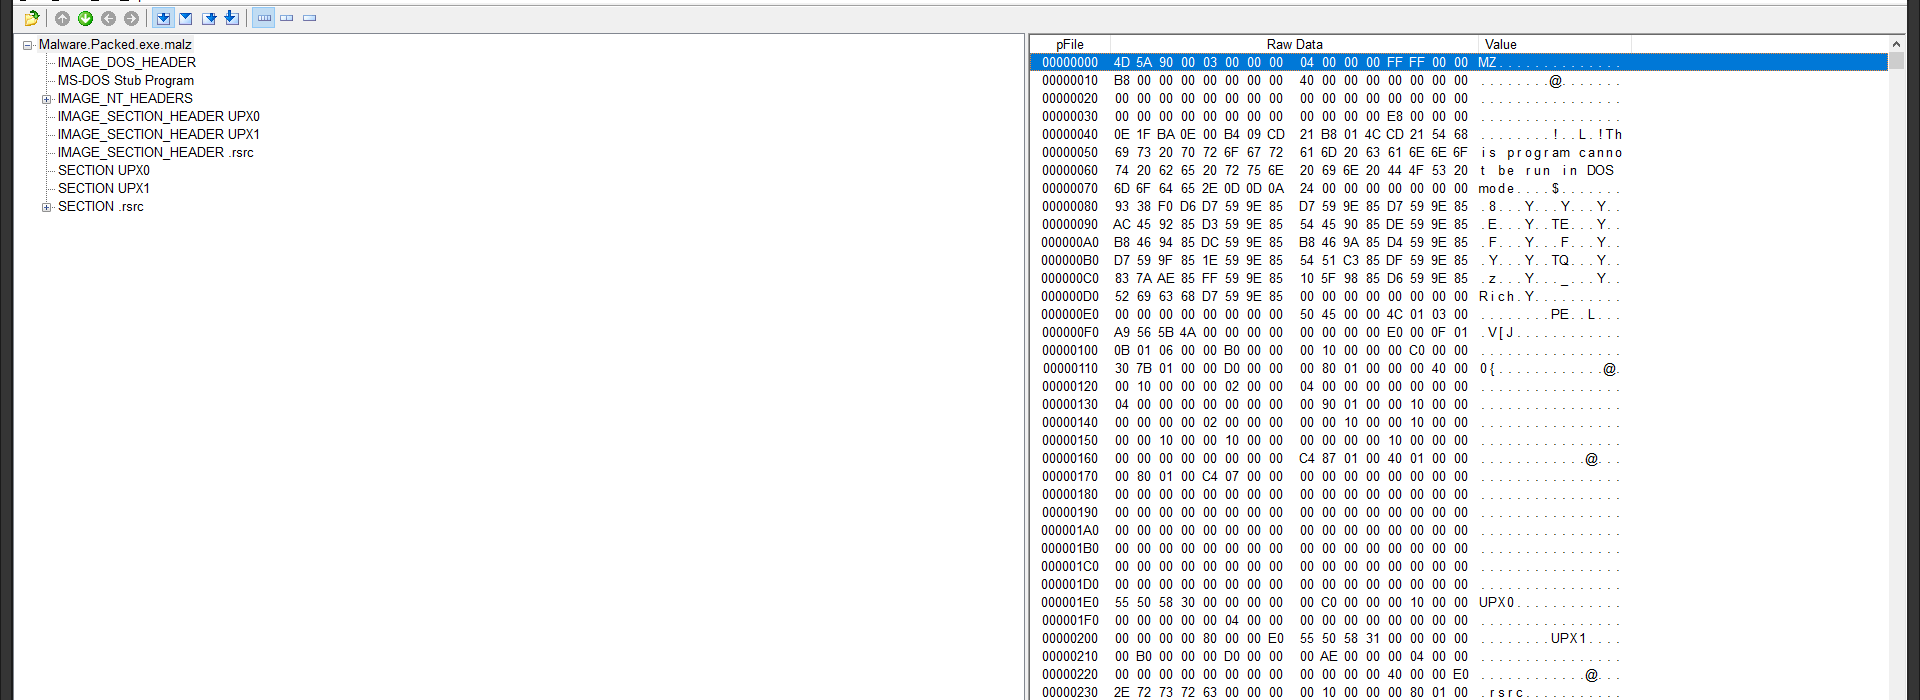 Malware.Packed.exe.malz
IMAGE_DOS_HEADER
MS-DOS Stub Program
IMAGE_NT_HEADERS
IMAGE_SECTION_HEADER UPX0
IMAGE_SECTION_HEADER UPX1
IMAGE_SECTION_HEADER .rsrc
SECTION UPX0
SECTION UPX1
SECTION .rsrc
pFile Raw Data Value
00000000 4D 5A 90 00 03 00 00 00 04 00 00 00 FF FF 00 00 MZ..............
00000010 B8 00 00 00 00 00 00 00 40 00 00 00 00 00 00 00 ........@.......
00000020 00 00 00 00 00 00 00 00 00 00 00 00 00 00 00 00 ................
00000030 00 00 00 00 00 00 00 00 00 00 00 00 E8 00 00 00 ................
00000040 0E 1F BA 0E 00 B4 09 CD 21 B8 01 4C CD 21 54 68 ........!..L.!Th
00000050 69 73 20 70 72 6F 67 72 61 6D 20 63 61 6E 6E 6F is program canno
00000060 74 20 62 65 20 72 75 6E 20 69 6E 20 44 4F 53 20 t be run in DOS
00000070 6D 6F 64 65 2E 0D 0D 0A 24 00 00 00 00 00 00 00 mode....$.......
00000080 93 38 F0 D6 D7 59 9E 85 D7 59 9E 85 D7 59 9E 85 .8...Y...Y...Y..
00000090 AC 45 92 85 D3 59 9E 85 54 45 90 85 DE 59 9E 85 .E...Y..TE...Y..
000000A0 B8 46 94 85 DC 59 9E 85 B8 46 9A 85 D4 59 9E 85 .F...Y...F...Y..
000000B0 D7 59 9F 85 1E 59 9E 85 54 51 C3 85 DF 59 9E 85 .Y...Y..TQ...Y..
000000C0 83 7A AE 85 FF 59 9E 85 10 5F 98 85 D6 59 9E 85 .z...Y..._...Y..
000000D0 52 69 63 68 D7 59 9E 85 00 00 00 00 00 00 00 00 Rich.Y..........
000000E0 00 00 00 00 00 00 00 00 50 45 00 00 4C 01 03 00 ........PE..L...
000000F0 A9 56 5B 4A 00 00 00 00 00 00 00 00 E0 00 0F 01 .V[J............
00000100 0B 01 06 00 00 B0 00 00 00 10 00 00 00 C0 00 00 ................
00000110 30 7B 01 00 00 D0 00 00 00 80 01 00 00 00 40 00 0{............@.
00000120 00 10 00 00 00 02 00 00 04 00 00 00 00 00 00 00 ................
00000130 04 00 00 00 00 00 00 00 00 90 01 00 00 10 00 00 ................
00000140 00 00 00 00 02 00 00 00 00 00 10 00 00 10 00 00 ................
00000150 00 00 10 00 00 10 00 00 00 00 00 00 10 00 00 00 ................
00000160 00 00 00 00 00 00 00 00 C4 87 01 00 40 01 00 00 ............@...
00000170 00 80 01 00 C4 07 00 00 00 00 00 00 00 00 00 00 ................
00000180 00 00 00 00 00 00 00 00 00 00 00 00 00 00 00 00 ................
00000190 00 00 00 00 00 00 00 00 00 00 00 00 00 00 00 00 ................
000001A0 00 00 00 00 00 00 00 00 00 00 00 00 00 00 00 00 ................
000001B0 00 00 00 00 00 00 00 00 00 00 00 00 00 00 00 00 ................
000001C0 00 00 00 00 00 00 00 00 00 00 00 00 00 00 00 00 ................
000001D0 00 00 00 00 00 00 00 00 00 00 00 00 00 00 00 00 ................
000001E0 55 50 58 30 00 00 00 00 00 C0 00 00 00 10 00 00 UPX0............
000001F0 00 00 00 00 00 04 00 00 00 00 00 00 00 00 00 00 ................
00000200 00 00 00 00 80 00 00 E0 55 50 58 31 00 00 00 00 ........UPX1....
00000210 00 B0 00 00 00 D0 00 00 00 AE 00 00 00 04 00 00 ................
00000220 00 00 00 00 00 00 00 00 00 00 00 00 40 00 00 E0 ............@...
00000230 2E 72 73 72 63 00 00 00 00 10 00 00 00 80 01 00 .rsrc...........